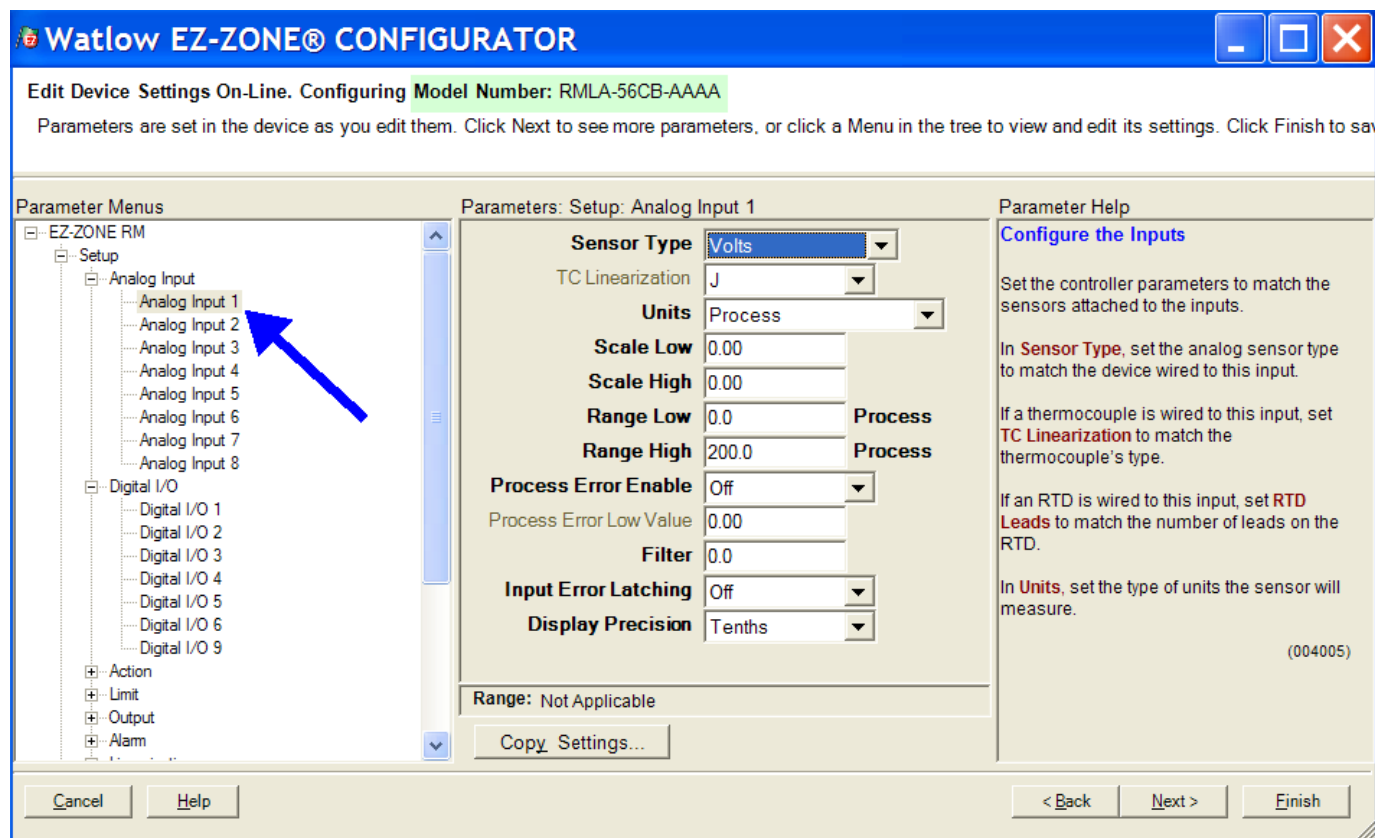 Watlow EZ-ZONE® CONFIGURATOR
Edit Device Settings On-Line. Configuring Model Number: RMLA-56CB-AAAA
Parameters are set in the device as you edit them. Click Next to see more parameters, or click a Menu in the tree to view and edit its settings. Click Finish to
Parameter Menus
EZ-ZONE RM
Setup
Analog Input
Analog Input 1
Analog Input 2
Analog Input 3
Analog Input 4
Analog Input 5
Analog Input 6
Analog Input 7
Analog Input 8
Digital I/O
Digital I/O 1
Digital I/O 2
Digital I/O 3
Digital I/O 4
Digital I/O 5
Digital I/O 6
Digital I/O 9
Action
Limit
Output
Alarm
Parameters: Setup: Analog Input 1
Sensor Type Volts
TC Linearization J
Units Process
Scale Low 0.00
Scale High 0.00
Range Low 0.0 Process
Range High 200.0 Process
Process Error Enable Off
Process Error Low Value 0.00
Filter 0.0
Input Error Latching Off
Display Precision Tenths
Range: Not Applicable
Copy Settings...
Parameter Help
Configure the Inputs
Set the controller parameters to match the
sensors attached to the inputs.
In Sensor Type, set the analog sensor type
to match the device wired to this input.
If a thermocouple is wired to this input, set
TC Linearization to match the
thermocouple's type.
If an RTD is wired to this input, set RTD
Leads to match the number of leads on the
RTD.
In Units, set the type of units the sensor will
measure.
(004005)
Cancel Help < Back Next > Finish